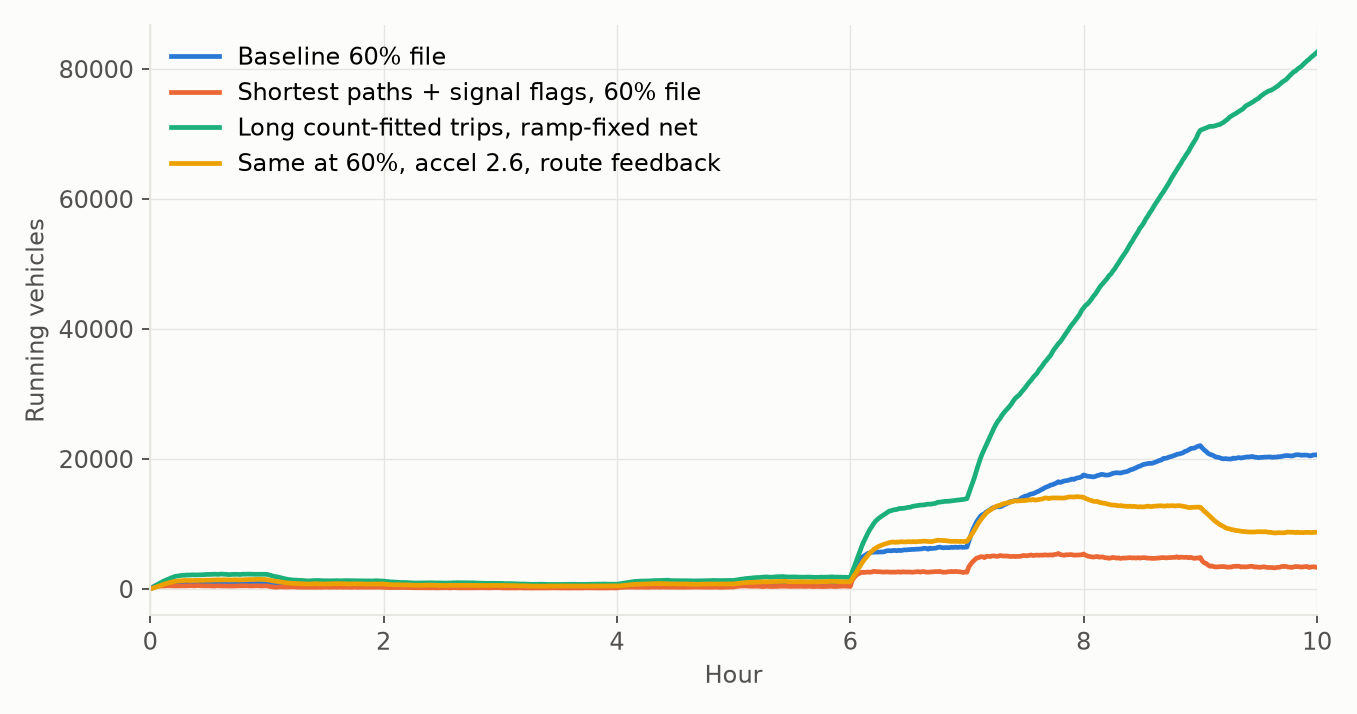 Baseline 60% file
Shortest paths + signal flags, 60% file
Long count-fitted trips, ramp-fixed net
Same at 60%, accel 2.6, route feedback
Running vehicles
80000
60000
40000
20000
0
0 2 4 6 8 10
Hour